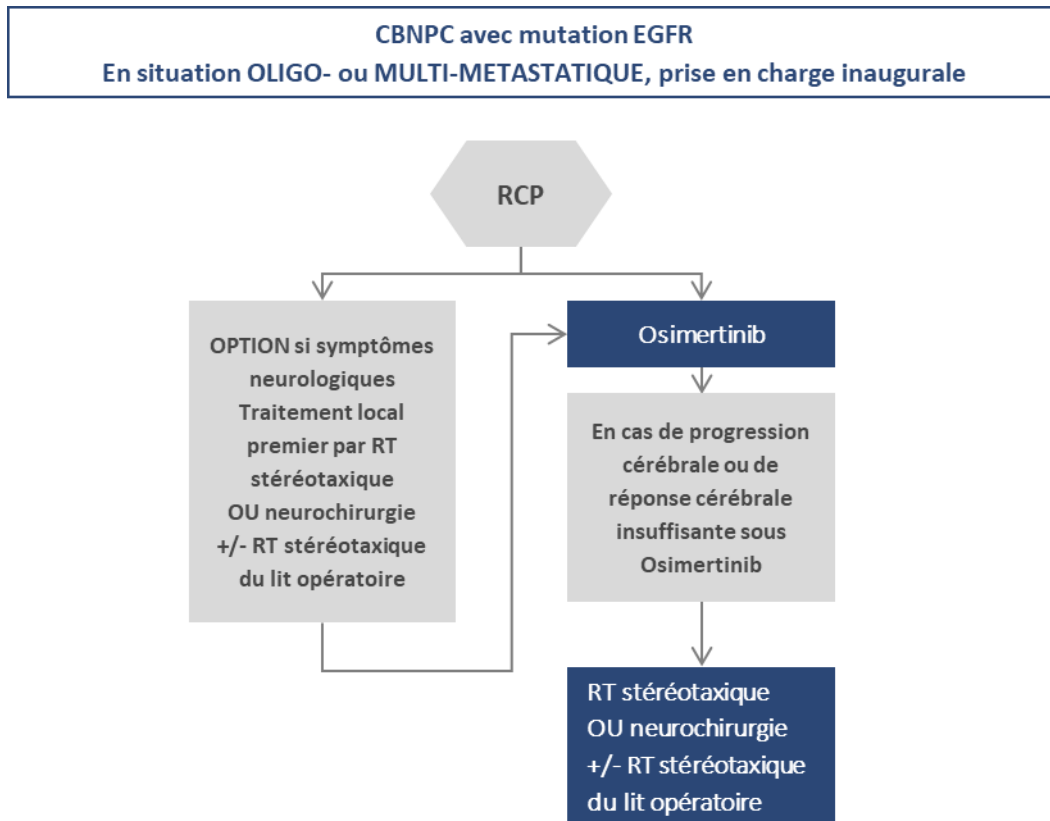 CBNPC avec mutation EGFR
En situation OLIGO- ou MULTI-METASTATIQUE, prise en charge inaugurale
RCP
OPTION si symptômes
neurologiques
Traitement local
premier par RT
stéréotaxique
OU neurochirurgie
+/- RT stéréotaxique
du lit opératoire
Osimertinib
En cas de progression
cérébrale ou de
réponse cérébrale
insuffisante sous
Osimertinib
RT stéréotaxique
OU neurochirurgie
+/- RT stéréotaxique
du lit opératoire